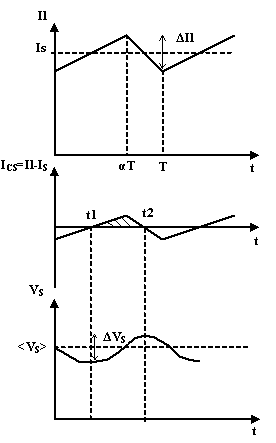 Il
Is
ΔIl
αT T t
Ics=Il-Is
t1 t2
t
Vs
<Vs>
ΔVs
t